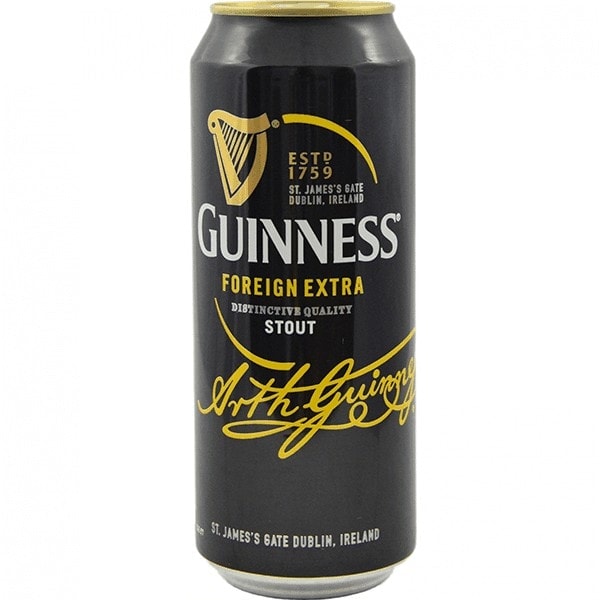 ESTD
1759
ST. JAMES'S GATE
DUBLIN, IRELAND
GUINNESS®
FOREIGN EXTRA
DISTINCTIVE QUALITY
STOUT
Arth Guinne
ST. JAMES'S GATE DUBLIN, IRELAND